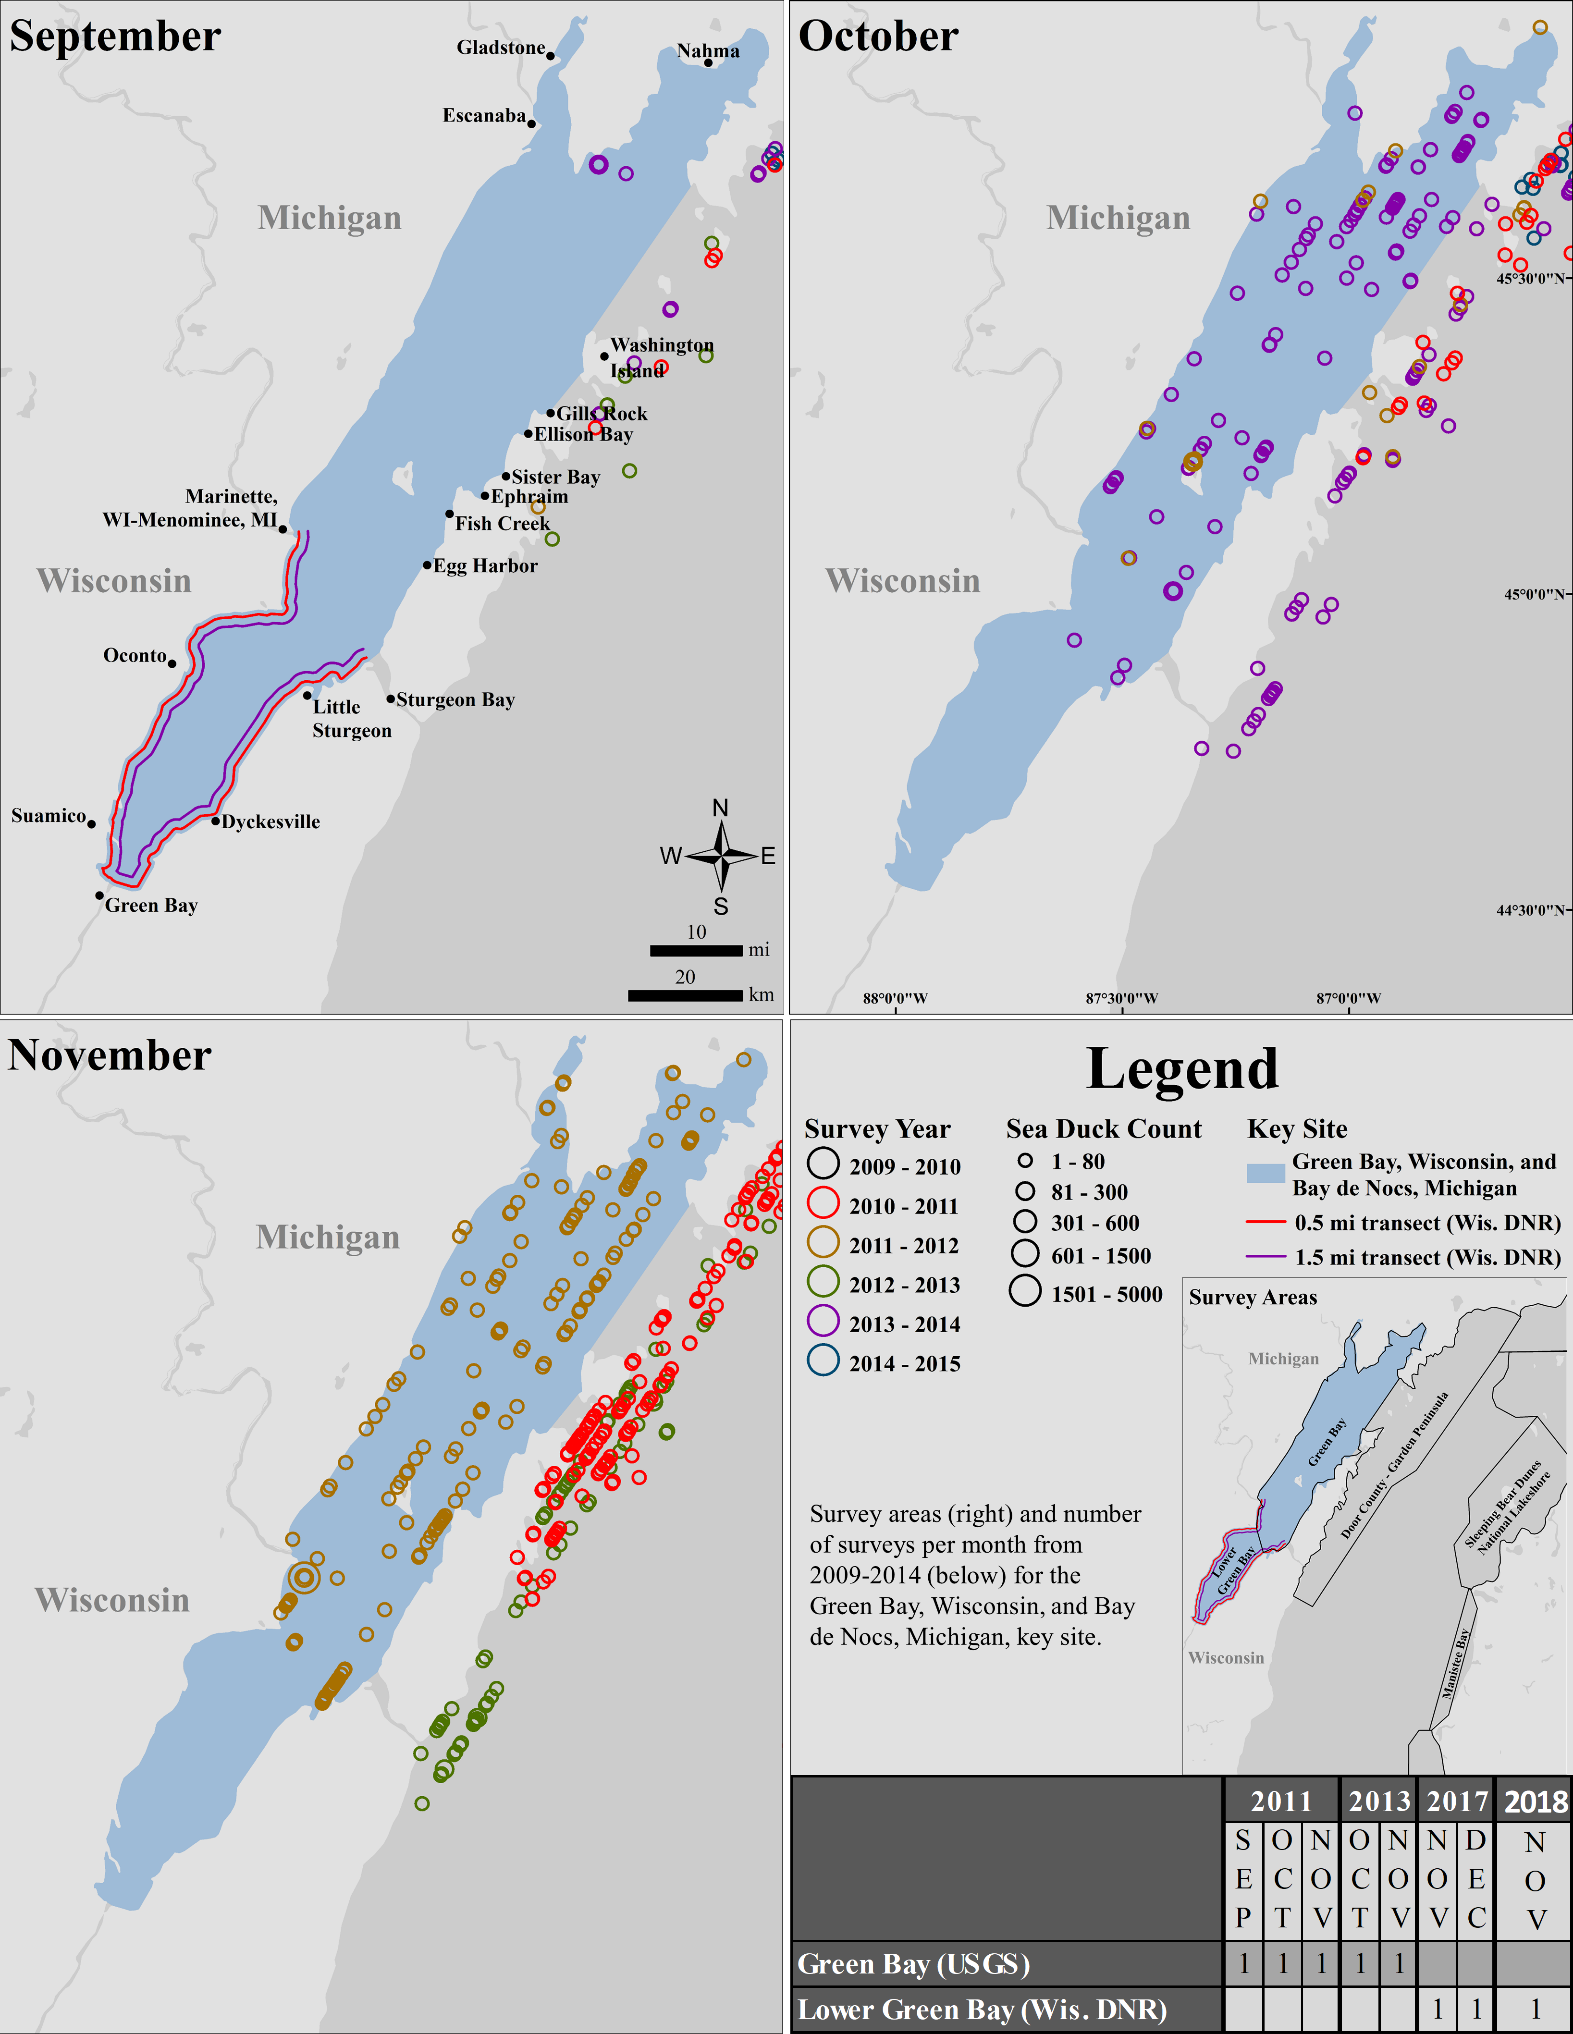 September
Gladstone
Nahma
Escanaba
Michigan
Washington
Island
Gills Rock
Ellison Bay
Sister Bay
Marinette,
Ephraim
WI-Menominee, MI
Fish Creek
Egg Harbor
Wisconsin
Oconto
Sturgeon Bay
Little
Sturgeon
Suamico
Dyckesville
Green Bay
N
W
E
S
10
mi
20
km
October
Michigan
45°30'0"N
Wisconsin
45°0'0"N
44°30'0"N
88°0'0"W
87°30'0"W
87°0'0"W
November
Michigan
Wisconsin
Legend
Survey Year
2009 - 2010
2010 - 2011
2011 - 2012
2012 - 2013
2013 - 2014
2014 - 2015
Sea Duck Count
1 - 80
81 - 300
301 - 600
601 - 1500
1501 - 5000
Key Site
Green Bay, Wisconsin, and
Bay de Nocs, Michigan
0.5 mi transect (Wis. DNR)
1.5 mi transect (Wis. DNR)
Survey Areas
Michigan
Green Bay
Door County - Garden Peninsula
Sleeping Bear Dunes
National Lakeshore
Lower
Green Bay
Manistee Bay
Wisconsin
Survey areas (right) and number
of surveys per month from
2009-2014 (below) for the
Green Bay, Wisconsin, and Bay
de Nocs, Michigan, key site.
2011 2013 2017 2018
SEP OCT NOV OCT NOV NOV DEC NOV
Green Bay (USGS) 1 1 1 1 1
Lower Green Bay (Wis. DNR) 1 1 1